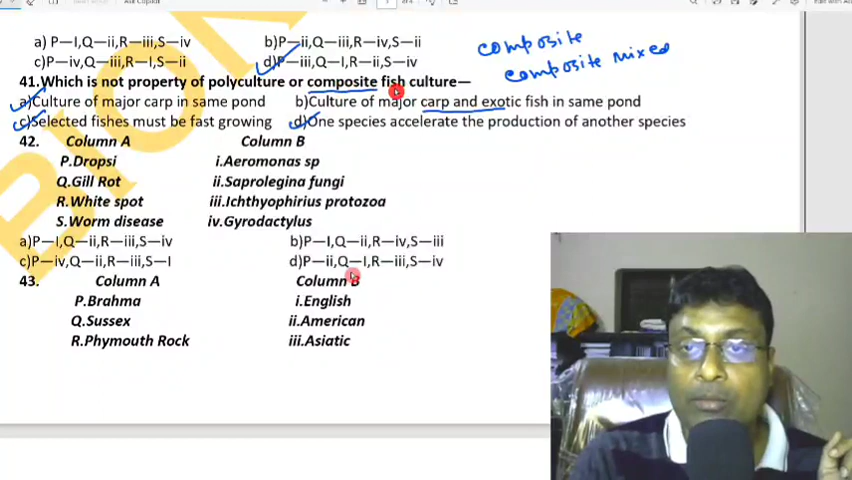 a) P—I,Q—ii,R—iii,S—iv b)P—ii,Q—iii,R—iv,S—ii
c)P—iv,Q—iii,R—I,S—ii d)P—iii,Q—I,R—ii,S—iv
composite
composite mixed
41.Which is not property of polyculture or composite fish culture—
a)Culture of major carp in same pond b)Culture of major carp and exotic fish in same pond
c)Selected fishes must be fast growing d)One species accelerate the production of another species
42. Column A Column B
P.Dropsi i.Aeromonas sp
Q.Gill Rot ii.Saprolegina fungi
R.White spot iii.Ichthyophirius protozoa
S.Worm disease iv.Gyrodactylus
a)P—I,Q—ii,R—iii,S—iv b)P—I,Q—ii,R—iv,S—iii
c)P—iv,Q—ii,R—iii,S—I d)P—ii,Q—I,R—iii,S—iv
43. Column A Column B
P.Brahma i.English
Q.Sussex ii.American
R.Phymouth Rock iii.Asiatic
BION